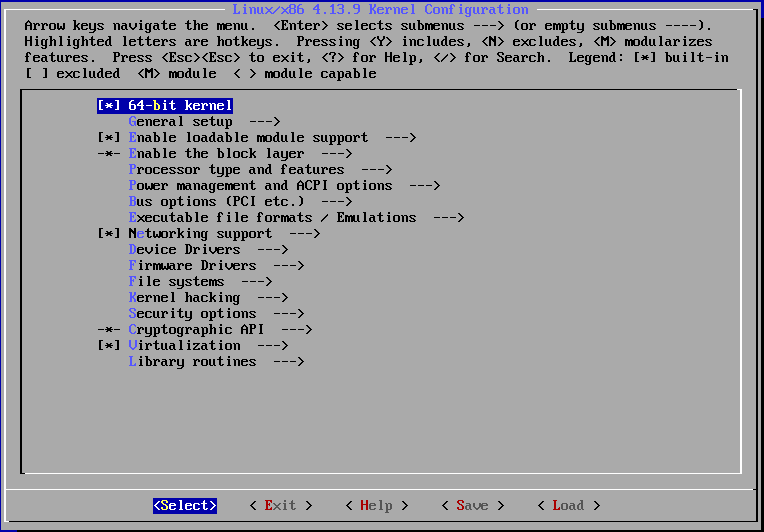 Linux/x86 4.13.9 Kernel Configuration
Arrow keys navigate the menu.  <Enter> selects submenus ---> (or empty submenus ----).
Highlighted letters are hotkeys.  Pressing <Y> includes, <N> excludes, <M> modularizes
features.  Press <Esc><Esc> to exit, <?> for Help, </> for Search.  Legend: [*] built-in
[ ] excluded  <M> module  < > module capable
[*] 64-bit kernel
General setup  --->
[*] Enable loadable module support  --->
-*- Enable the block layer  --->
Processor type and features  --->
Power management and ACPI options  --->
Bus options (PCI etc.)  --->
Executable file formats / Emulations  --->
[*] Networking support  --->
Device Drivers  --->
Firmware Drivers  --->
File systems  --->
Kernel hacking  --->
Security options  --->
-*- Cryptographic API  --->
[*] Virtualization  --->
Library routines  --->
<Select>    < Exit >    < Help >    < Save >    < Load >